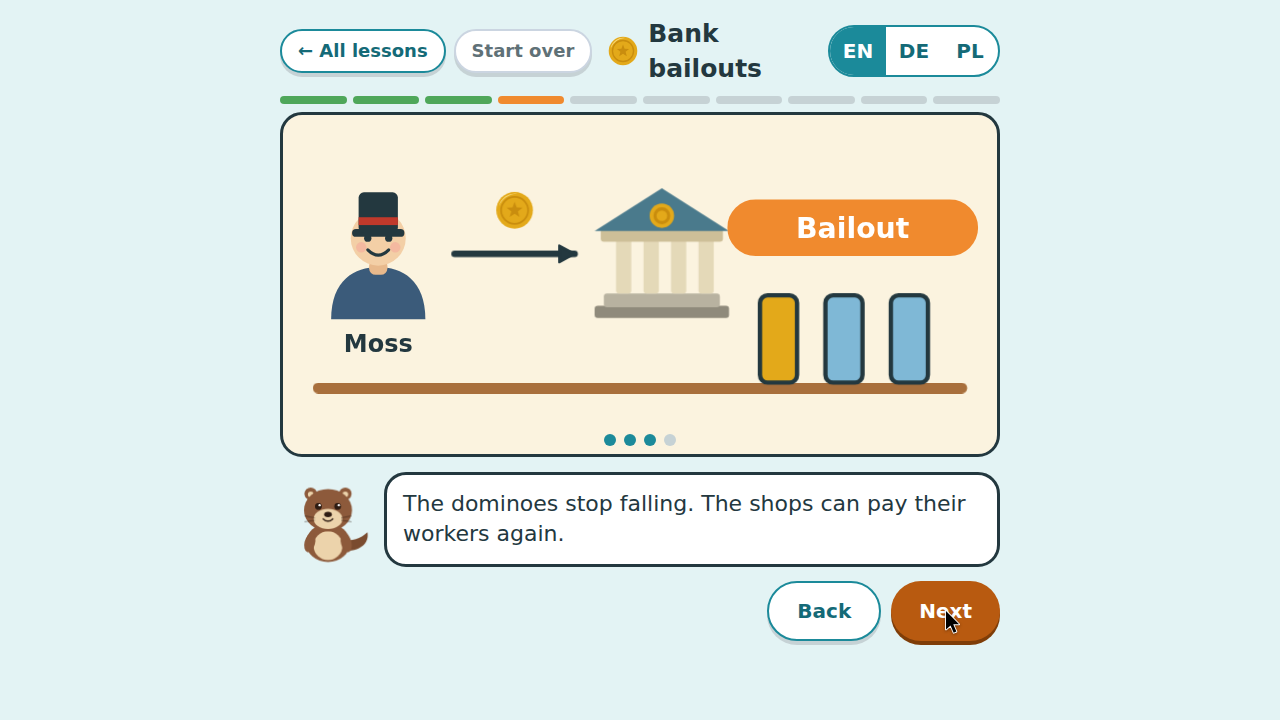 ← All lessons
Start over
Bank
bailouts
EN DE PL
Bailout
Moss
The dominoes stop falling. The shops can pay their
workers again.
Back
Next